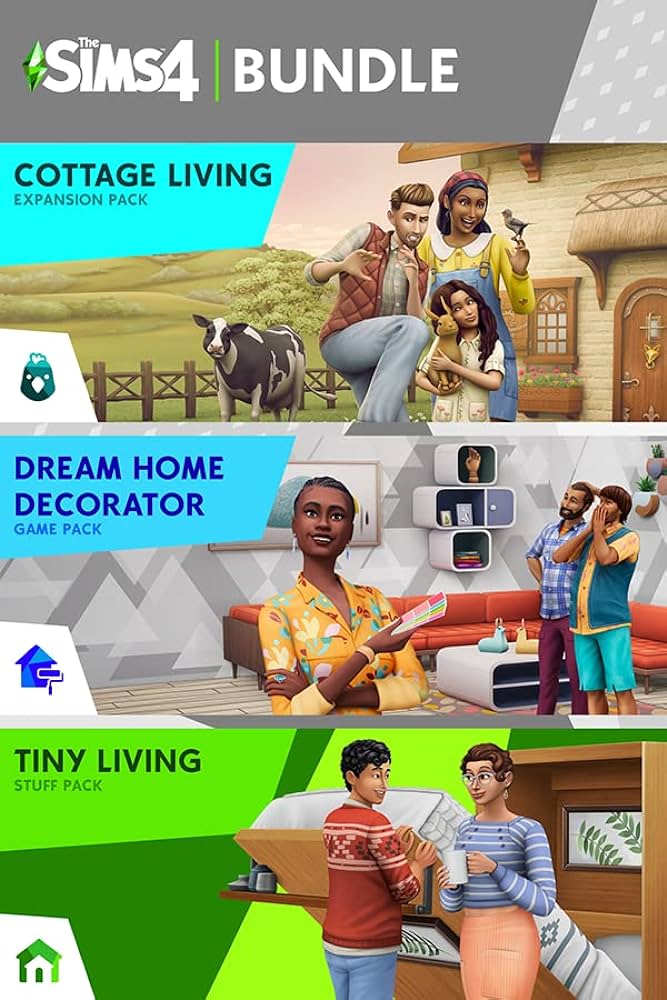 The
SIMS4 BUNDLE
COTTAGE LIVING
EXPANSION PACK
DREAM HOME
DECORATOR
GAME PACK
TINY LIVING
STUFF PACK